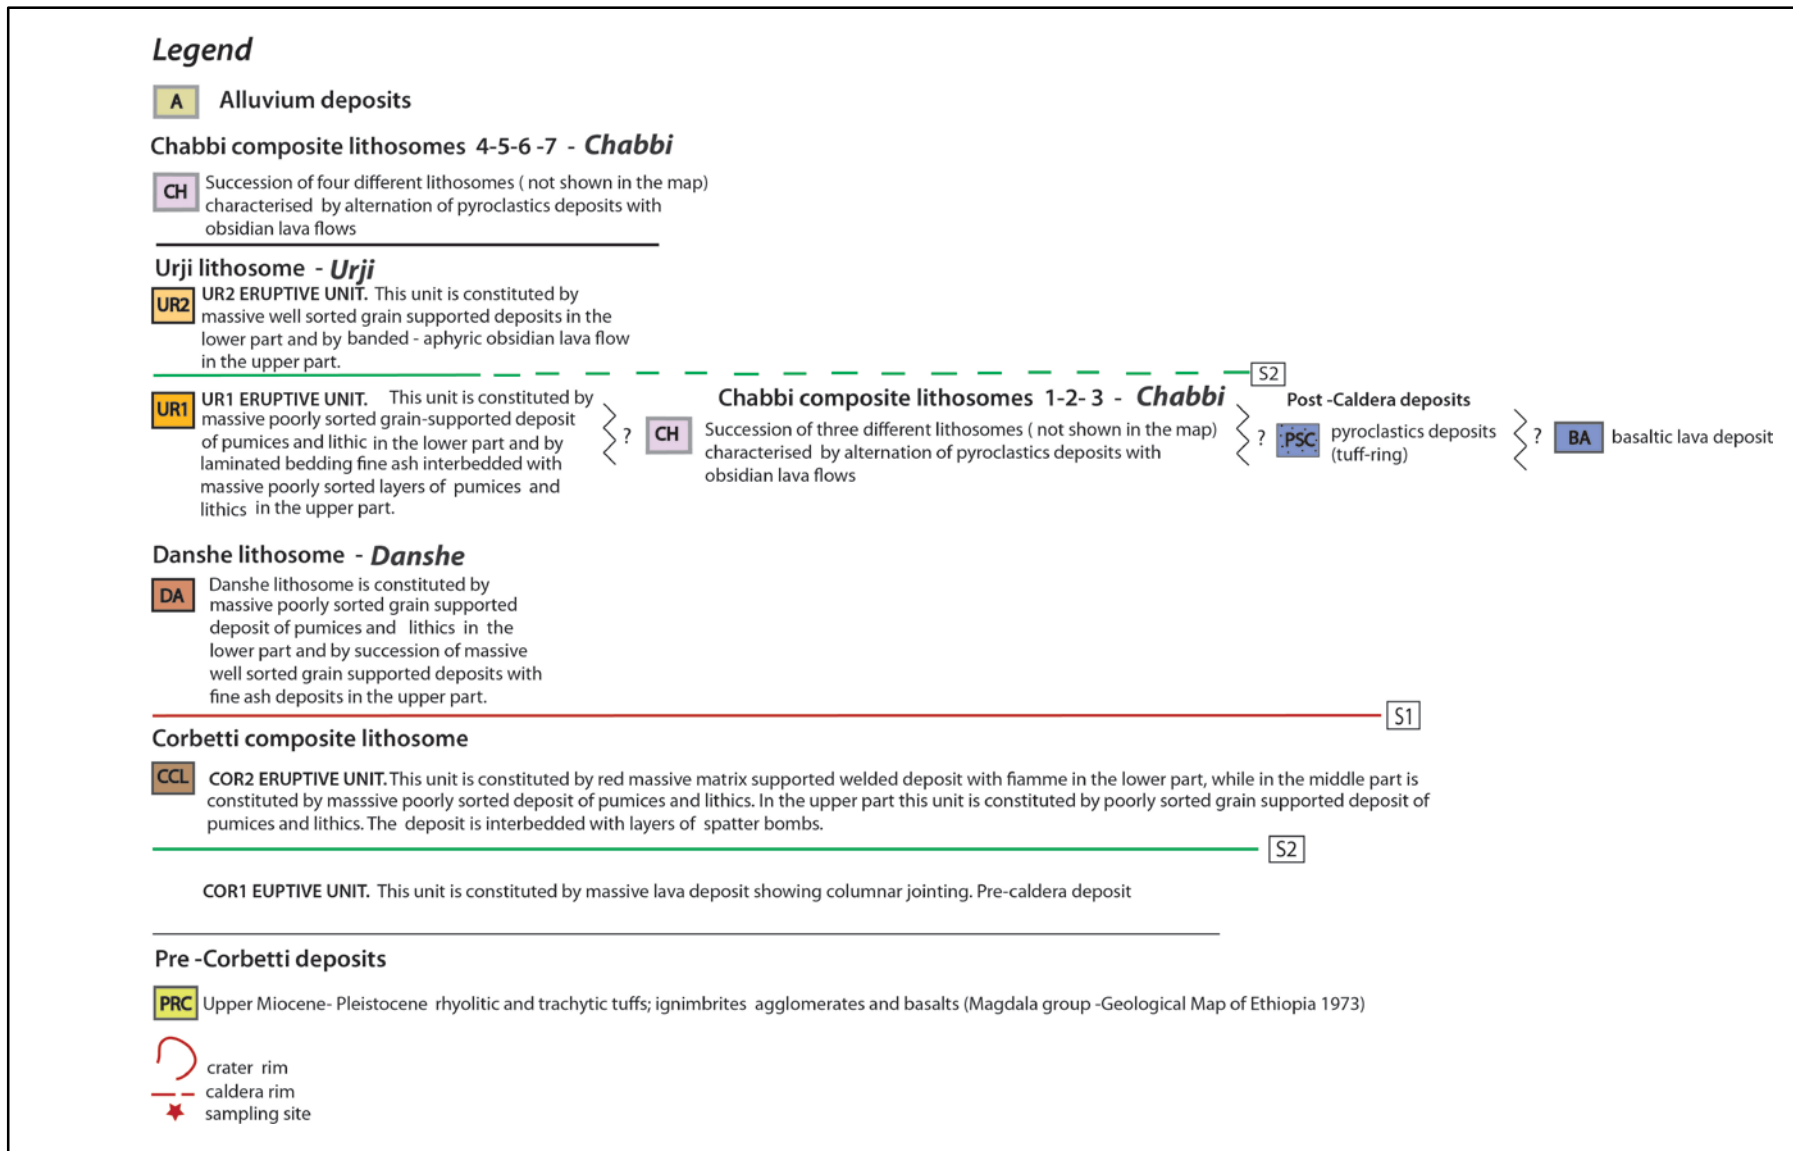 Legend
A Alluvium deposits
Chabbi composite lithosomes 4-5-6 -7 - Chabbi
CH
Succession of four different lithosomes ( not shown in the map)
characterised by alternation of pyroclastics deposits with
obsidian lava flows
Urji lithosome - Urji
UR2
UR2 ERUPTIVE UNIT. This unit is constituted by
massive well sorted grain supported deposits in the
lower part and by banded - aphyric obsidian lava flow
in the upper part.
S2
UR1
UR1 ERUPTIVE UNIT. This unit is constituted by
massive poorly sorted grain-supported deposit
of pumices and lithic in the lower part and by
laminated bedding fine ash interbedded with
massive poorly sorted layers of pumices and
lithics in the upper part.
?
Chabbi composite lithosomes 1-2- 3 - Chabbi
CH
Succession of three different lithosomes ( not shown in the map)
characterised by alternation of pyroclastics deposits with
obsidian lava flows
?
Post -Caldera deposits
PSC
pyroclastics deposits
(tuff-ring)
?
BA basaltic lava deposit
Danshe lithosome - Danshe
DA
Danshe lithosome is constituted by
massive poorly sorted grain supported
deposit of pumices and lithics in the
lower part and by succession of massive
well sorted grain supported deposits with
fine ash deposits in the upper part.
S1
Corbetti composite lithosome
CCL
COR2 ERUPTIVE UNIT. This unit is constituted by red massive matrix supported welded deposit with fiamme in the lower part, while in the middle part is
constituted by masssive poorly sorted deposit of pumices and lithics. In the upper part this unit is constituted by poorly sorted grain supported deposit of
pumices and lithics. The deposit is interbedded with layers of spatter bombs.
S2
COR1 EUPTIVE UNIT. This unit is constituted by massive lava deposit showing columnar jointing. Pre-caldera deposit
Pre -Corbetti deposits
PRC Upper Miocene- Pleistocene rhyolitic and trachytic tuffs; ignimbrites agglomerates and basalts (Magdala group -Geological Map of Ethiopia 1973)
crater rim
caldera rim
sampling site